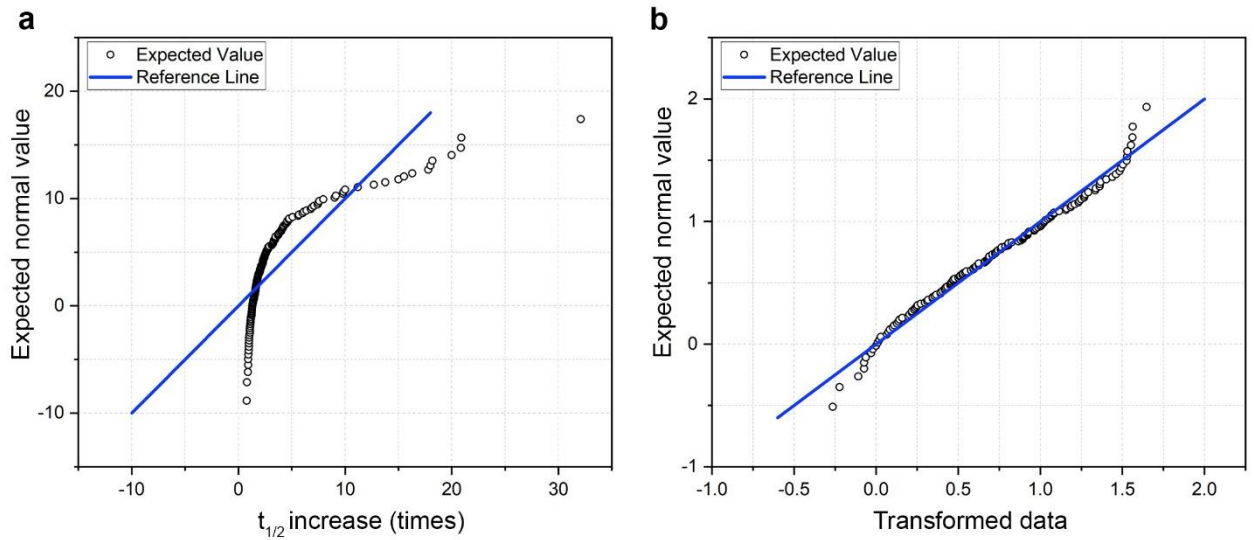 a
Expected Value
Reference Line
Expected normal value
20
10
0
-10
-10
0
10
20
30
t1/2 increase (times)
b
Expected Value
Reference Line
Expected normal value
2
1
0
-1
-1.0
-0.5
0.0
0.5
1.0
1.5
2.0
Transformed data